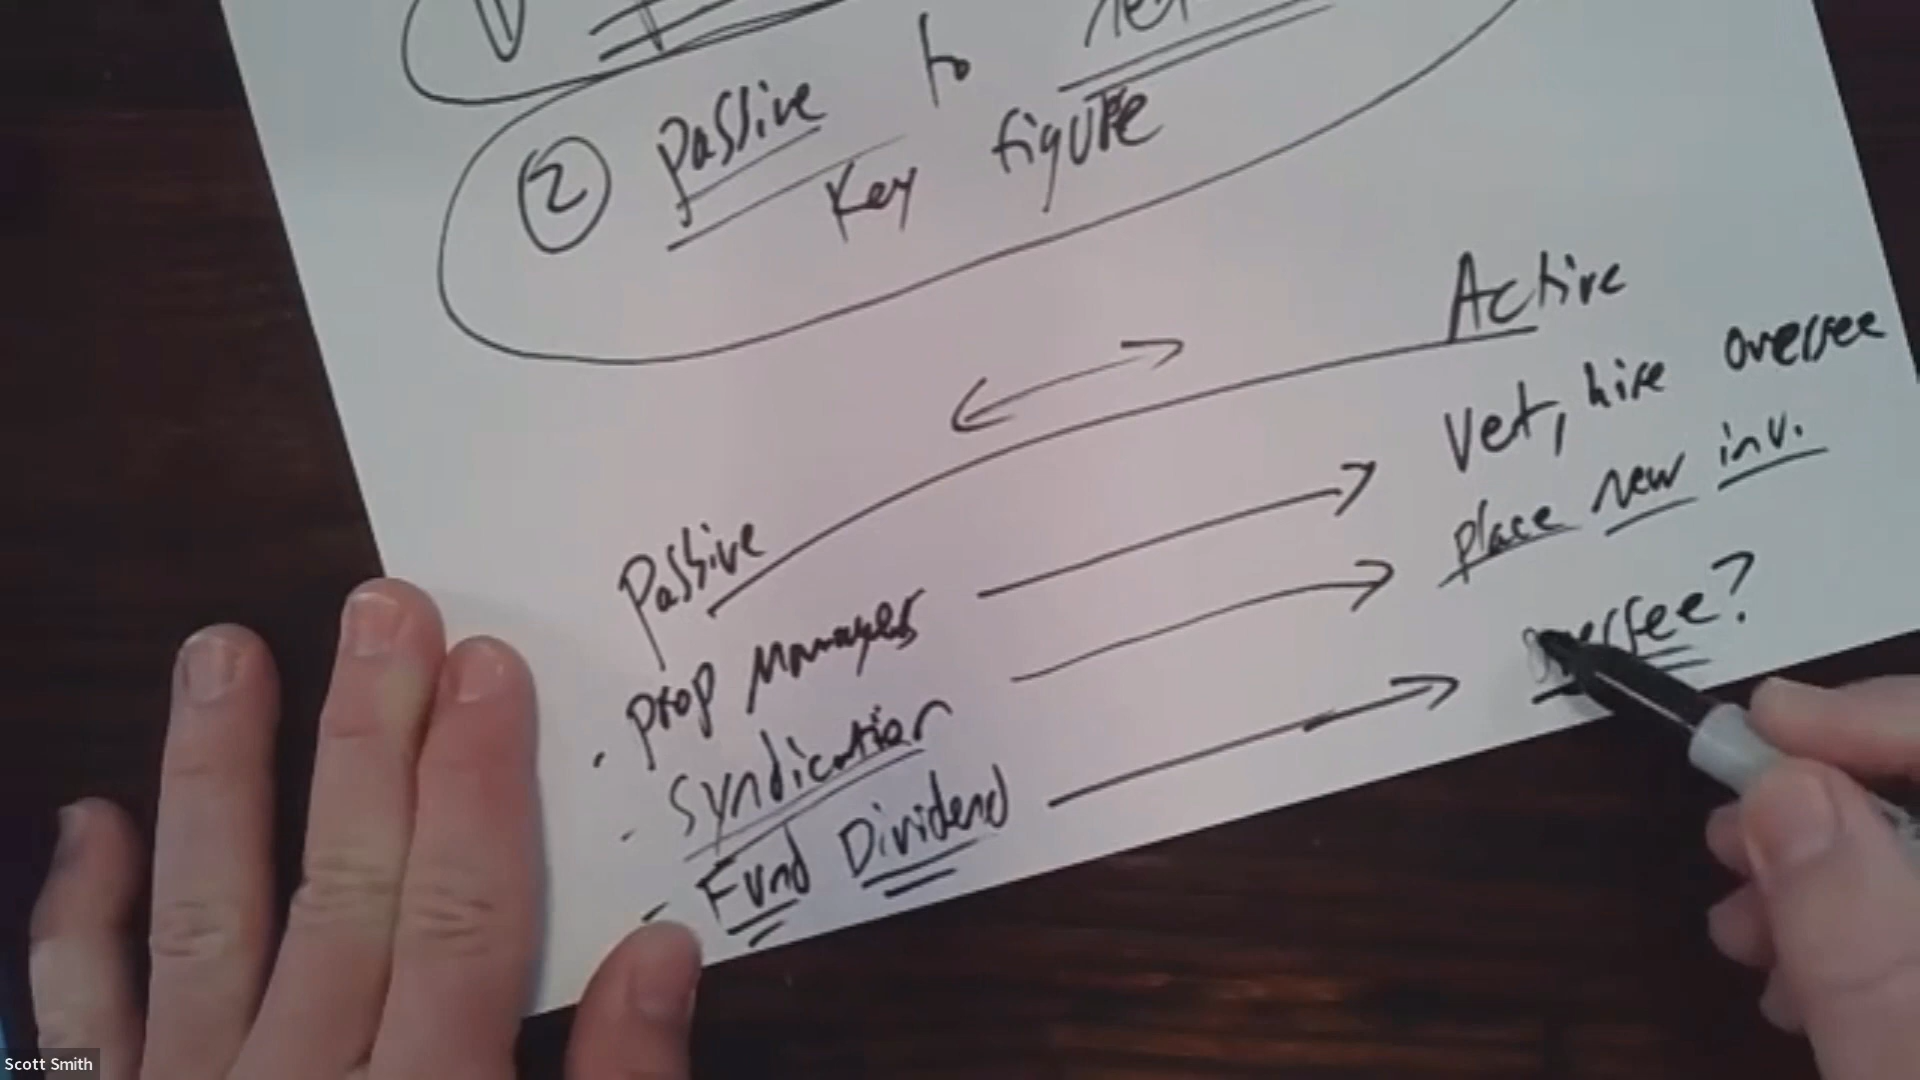 ② Passive to
Key figure
Active
Passive
Vet, hire oversee
- prop Manager
place new inv.
- Syndication
oversee?
- Fund Dividend
Scott Smith